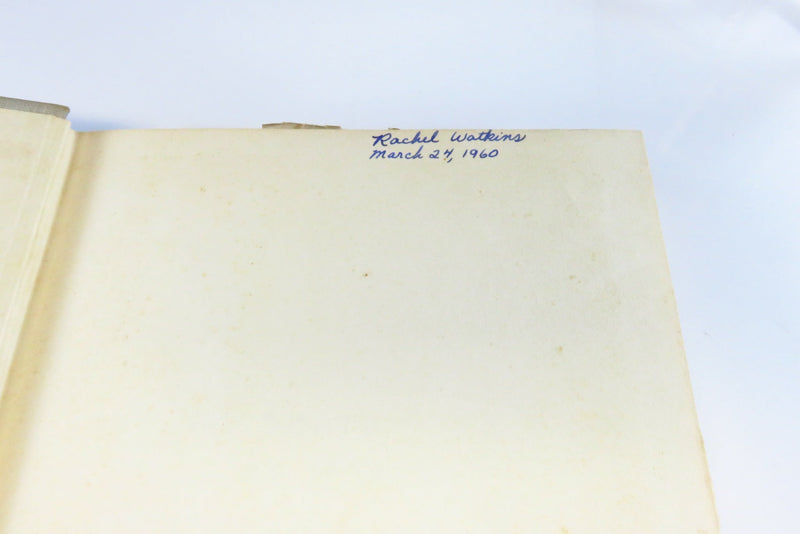 Rachel Watkins
March 24, 1960